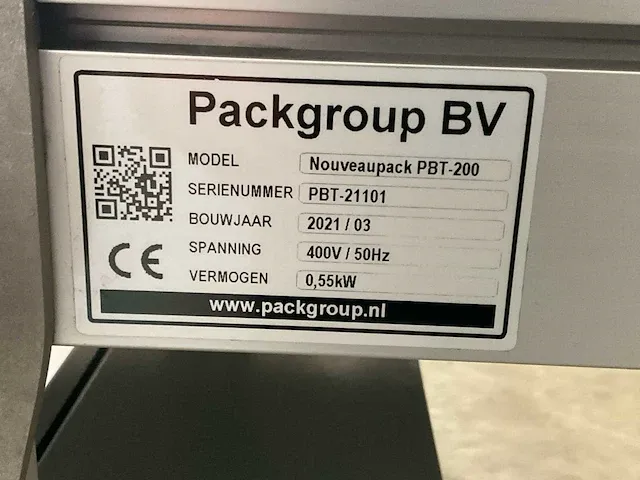 Packgroup BV
MODEL Nouveaupack PBT-200
SERIENUMMER PBT-21101
BOUWJAAR 2021 / 03
SPANNING 400V / 50Hz
VERMOGEN 0,55kW
CE
www.packgroup.nl